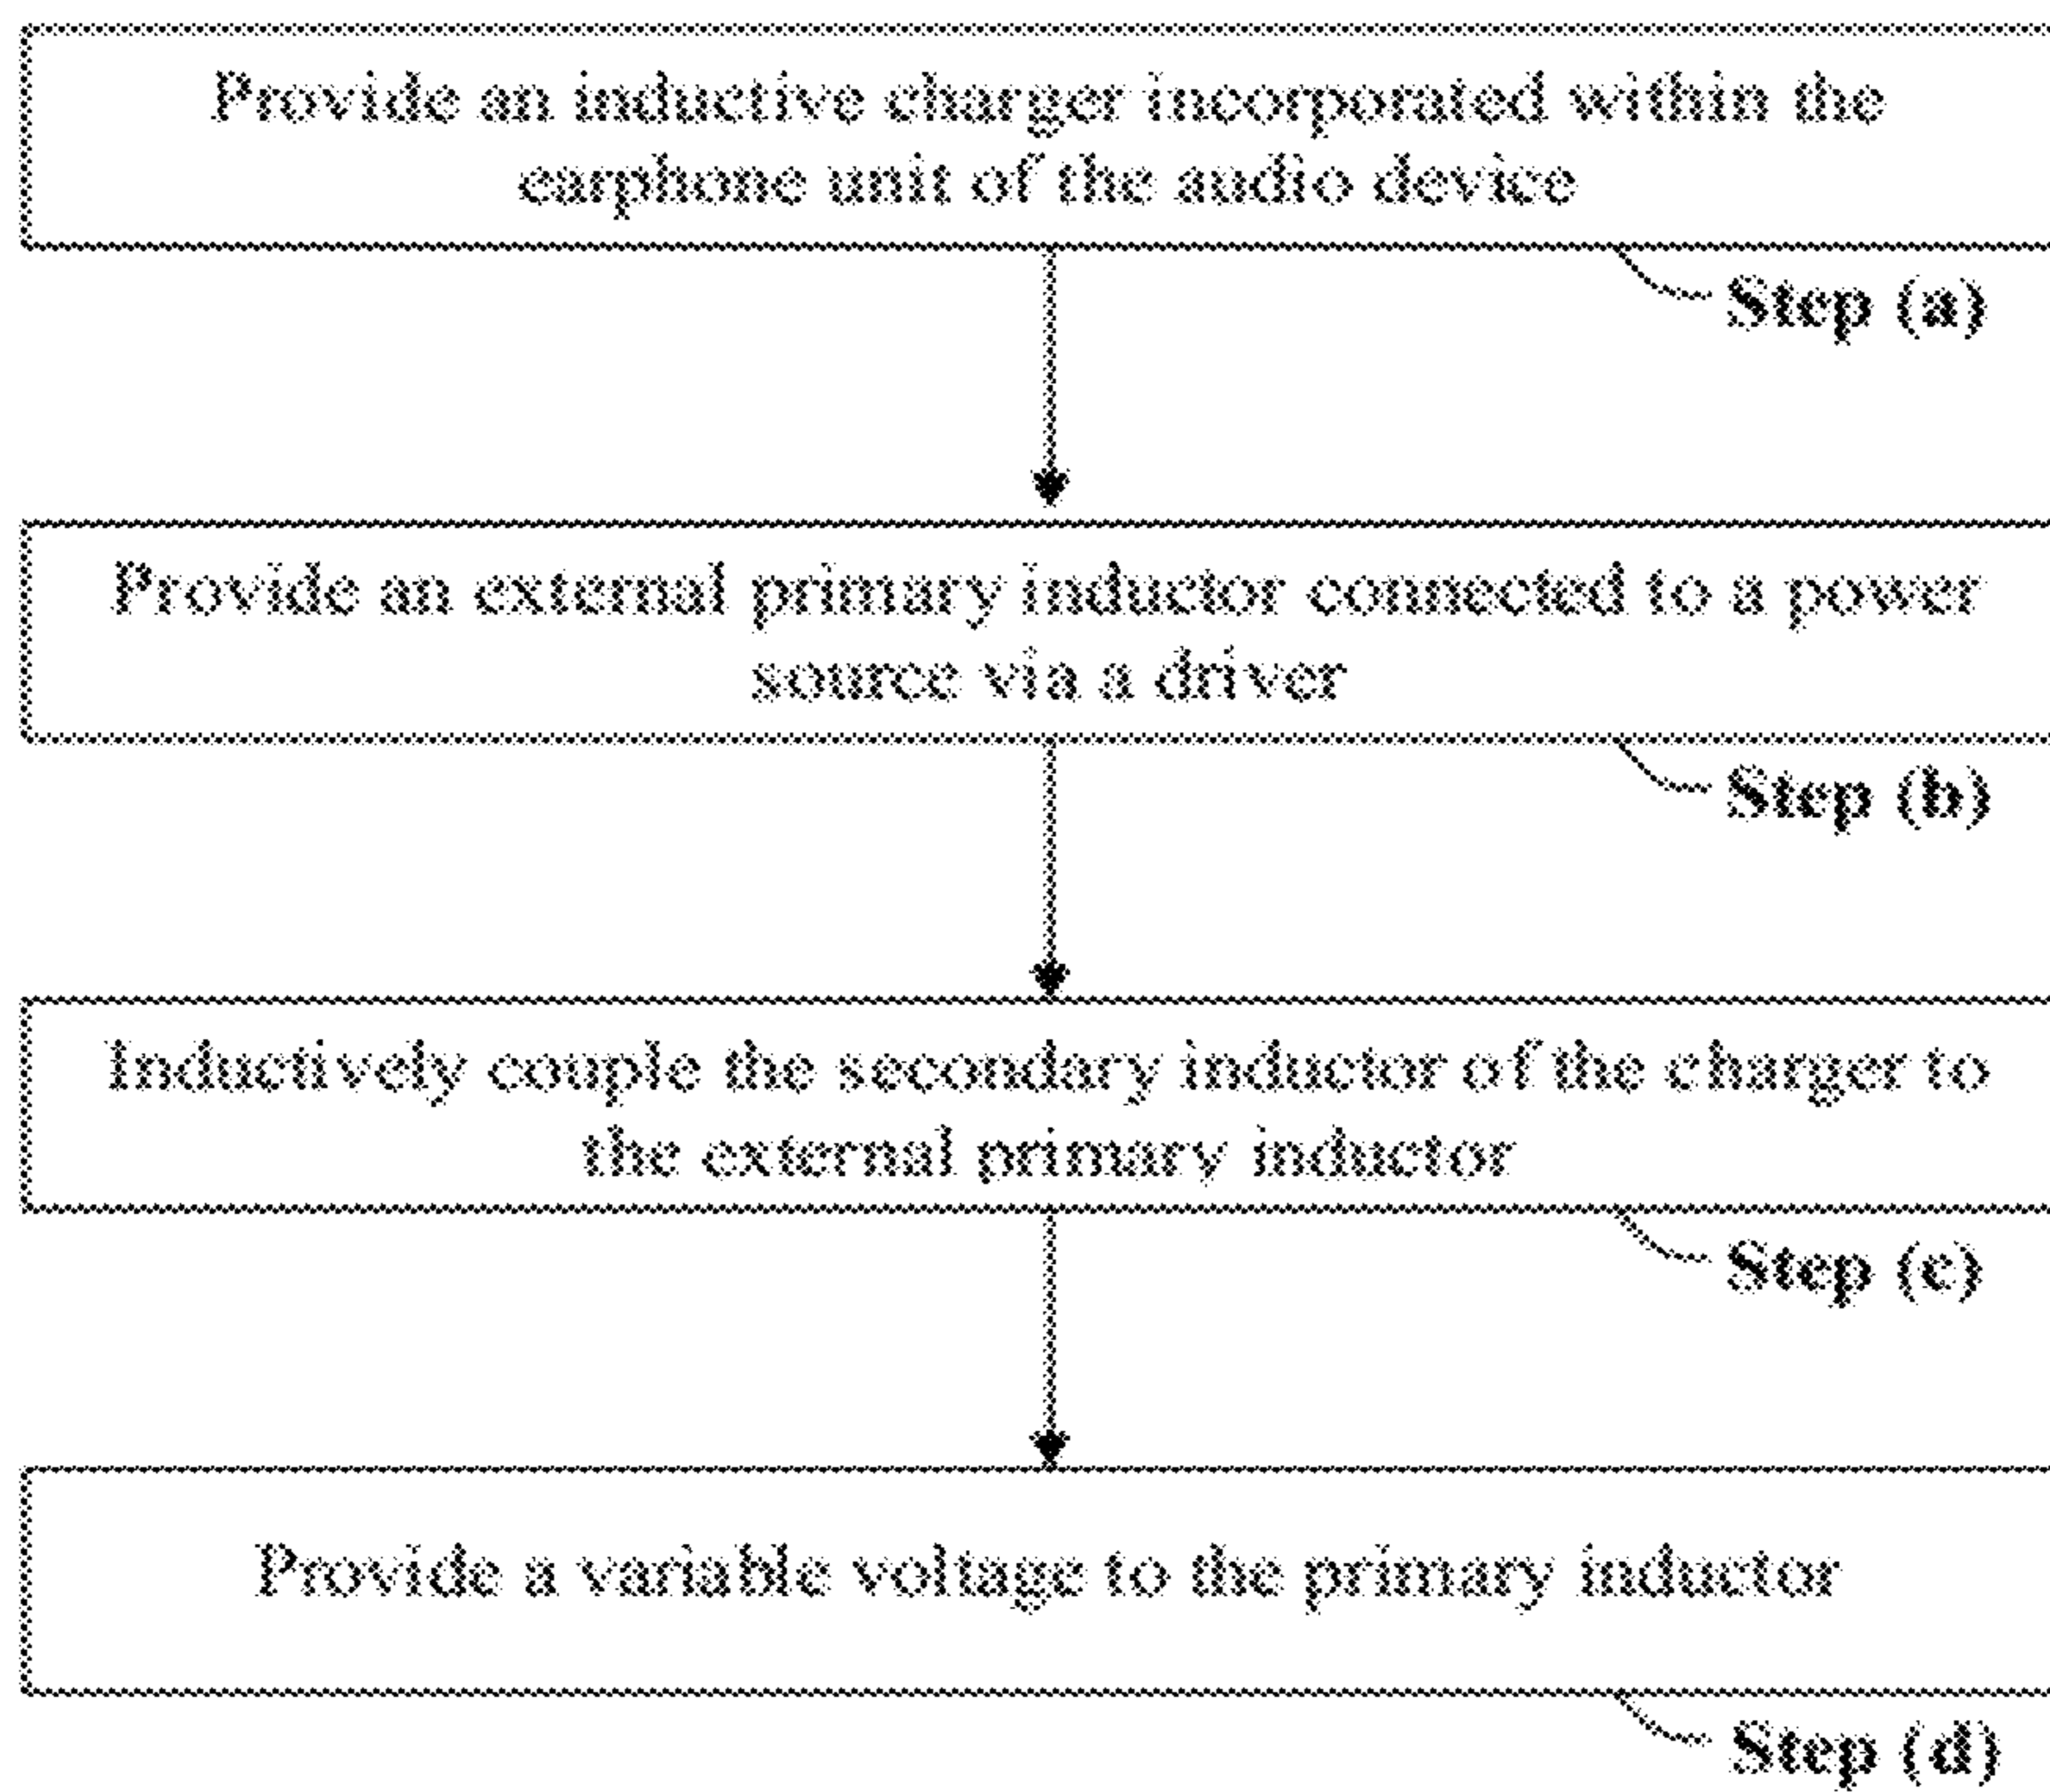 Provide an inductive charger incorporated within the
earphone unit of the audio device
Step (a)
Provide an external primary inductor connected to a power
source via a driver
Step (b)
Inductively couple the secondary inductor of the charger to
the external primary inductor
Step (c)
Provide a variable voltage to the primary inductor
Step (d)